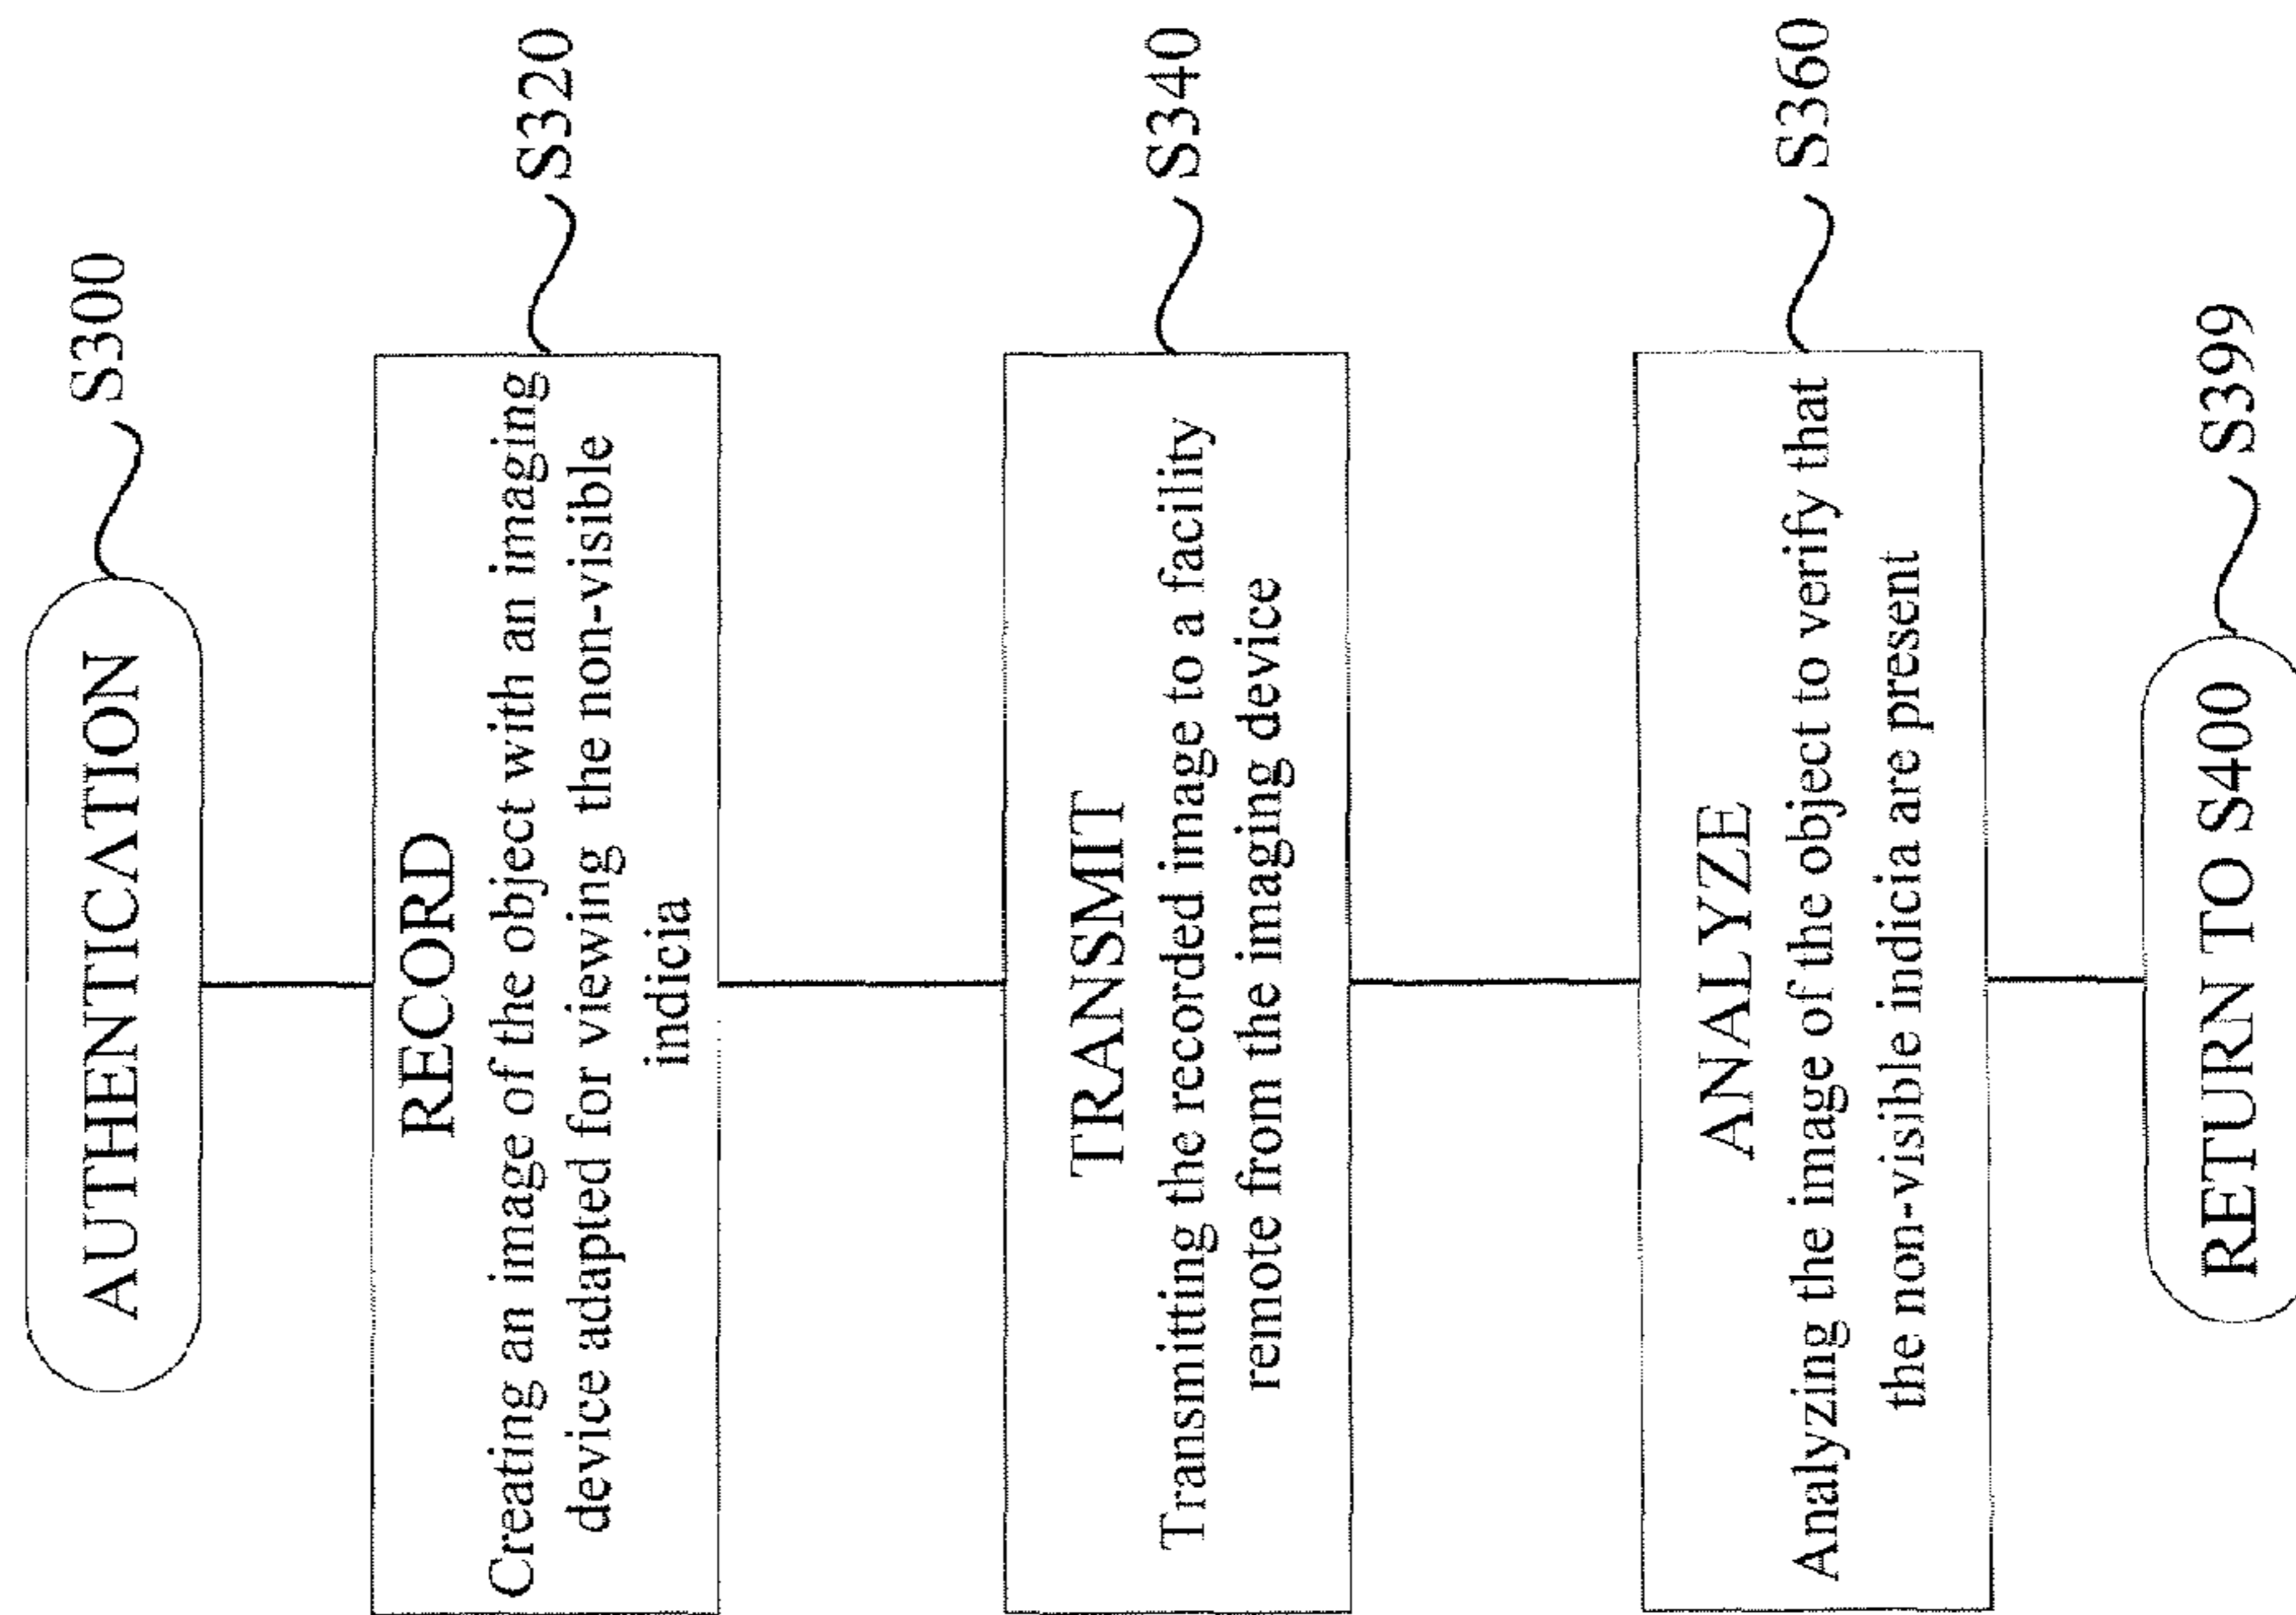 AUTHENTICATION
S300
RECORD
Creating an image of the object with an imaging
device adapted for viewing the non-visible
indicia
S320
TRANSMIT
Transmitting the recorded image to a facility
remote from the imaging device
S340
ANALYZE
Analyzing the image of the object to verify that
the non-visible indicia are present
S360
RETURN TO S400
S399